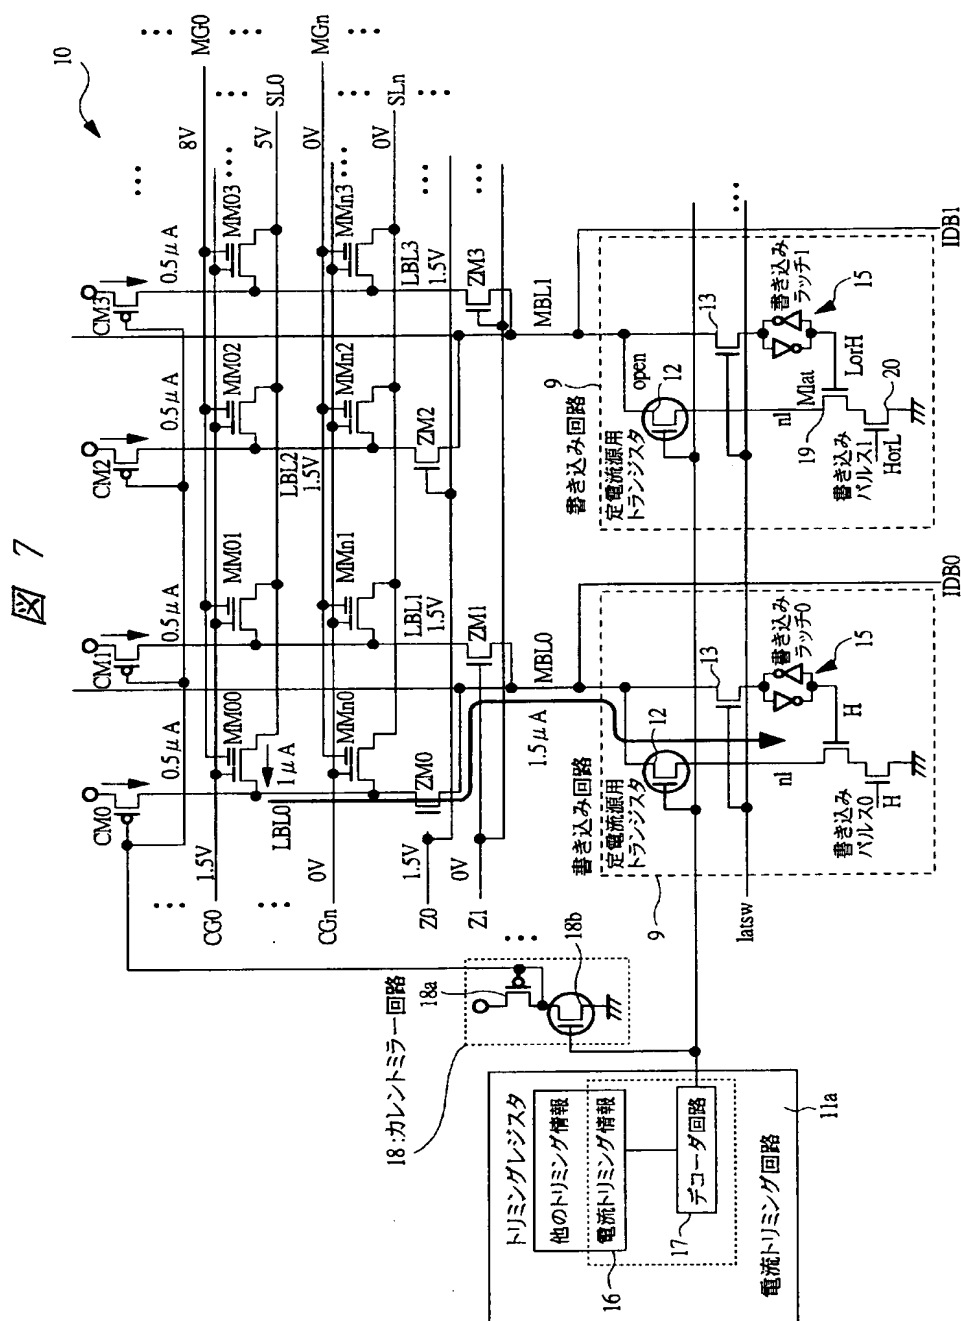 図 7
10
CM0
0.5μA
CM1
0.5μA
CM2
0.5μA
CM3
0.5μA
8V
MG0
1.5V
CG0
MM00
MM01
MM02
MM03
5V
SL0
1μA
LBL0
LBL2
1.5V
0V
MGn
0V
CGn
MMn0
MMn1
MMn2
MMn3
0V
SLn
LBL1
1.5V
LBL3
1.5V
Z0
1.5V
Z1
0V
ZM0
ZM1
ZM2
ZM3
MBL0
MBL1
1.5μA
18:カレントミラー回路
18a
18b
9
書き込み回路
定電流源用
トランジスタ
12
13
書き込み
ラッチ0
15
H
nl
書き込み
パルス0
H
latsw
IDB0
9
書き込み回路
定電流源用
トランジスタ
open
12
13
書き込み
ラッチ1
15
LorH
Mlat
nl
19
書き込み
パルス1
HorL
20
IDB1
トリミングレジスタ
他のトリミング情報
電流トリミング情報
16
デコーダ回路
17
電流トリミング回路
11a